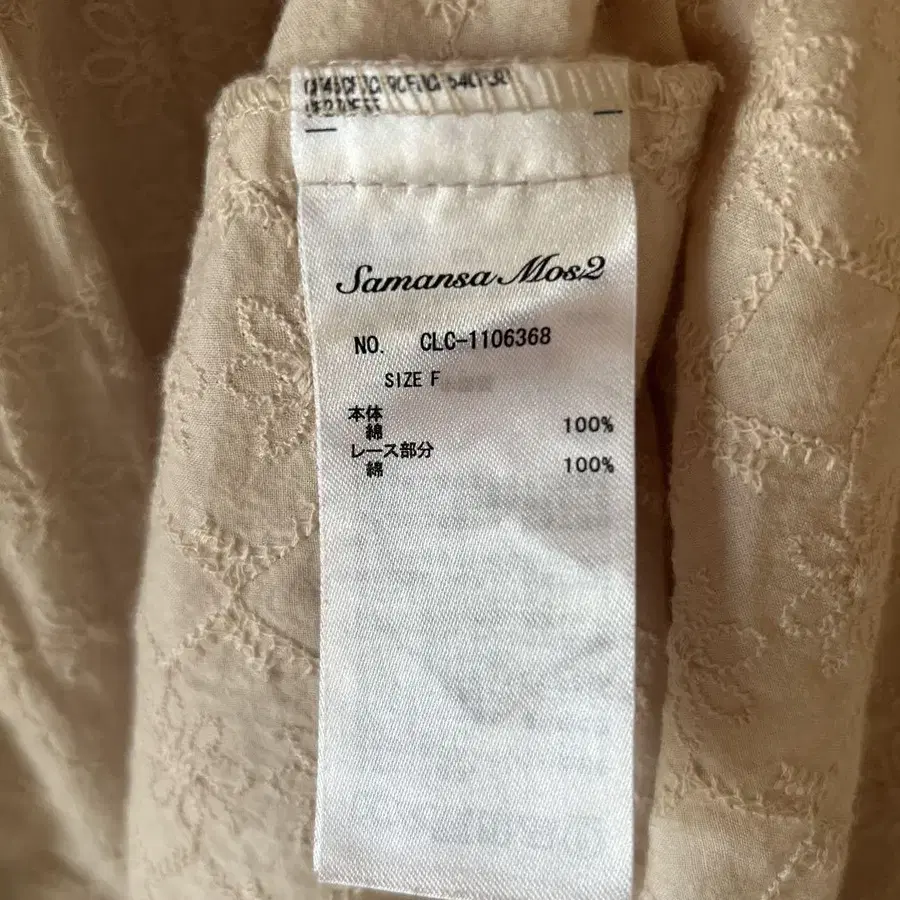 Samansa Mos2
NO. CLC-1106368
SIZE F
本体
綿 100%
レース部分
綿 100%